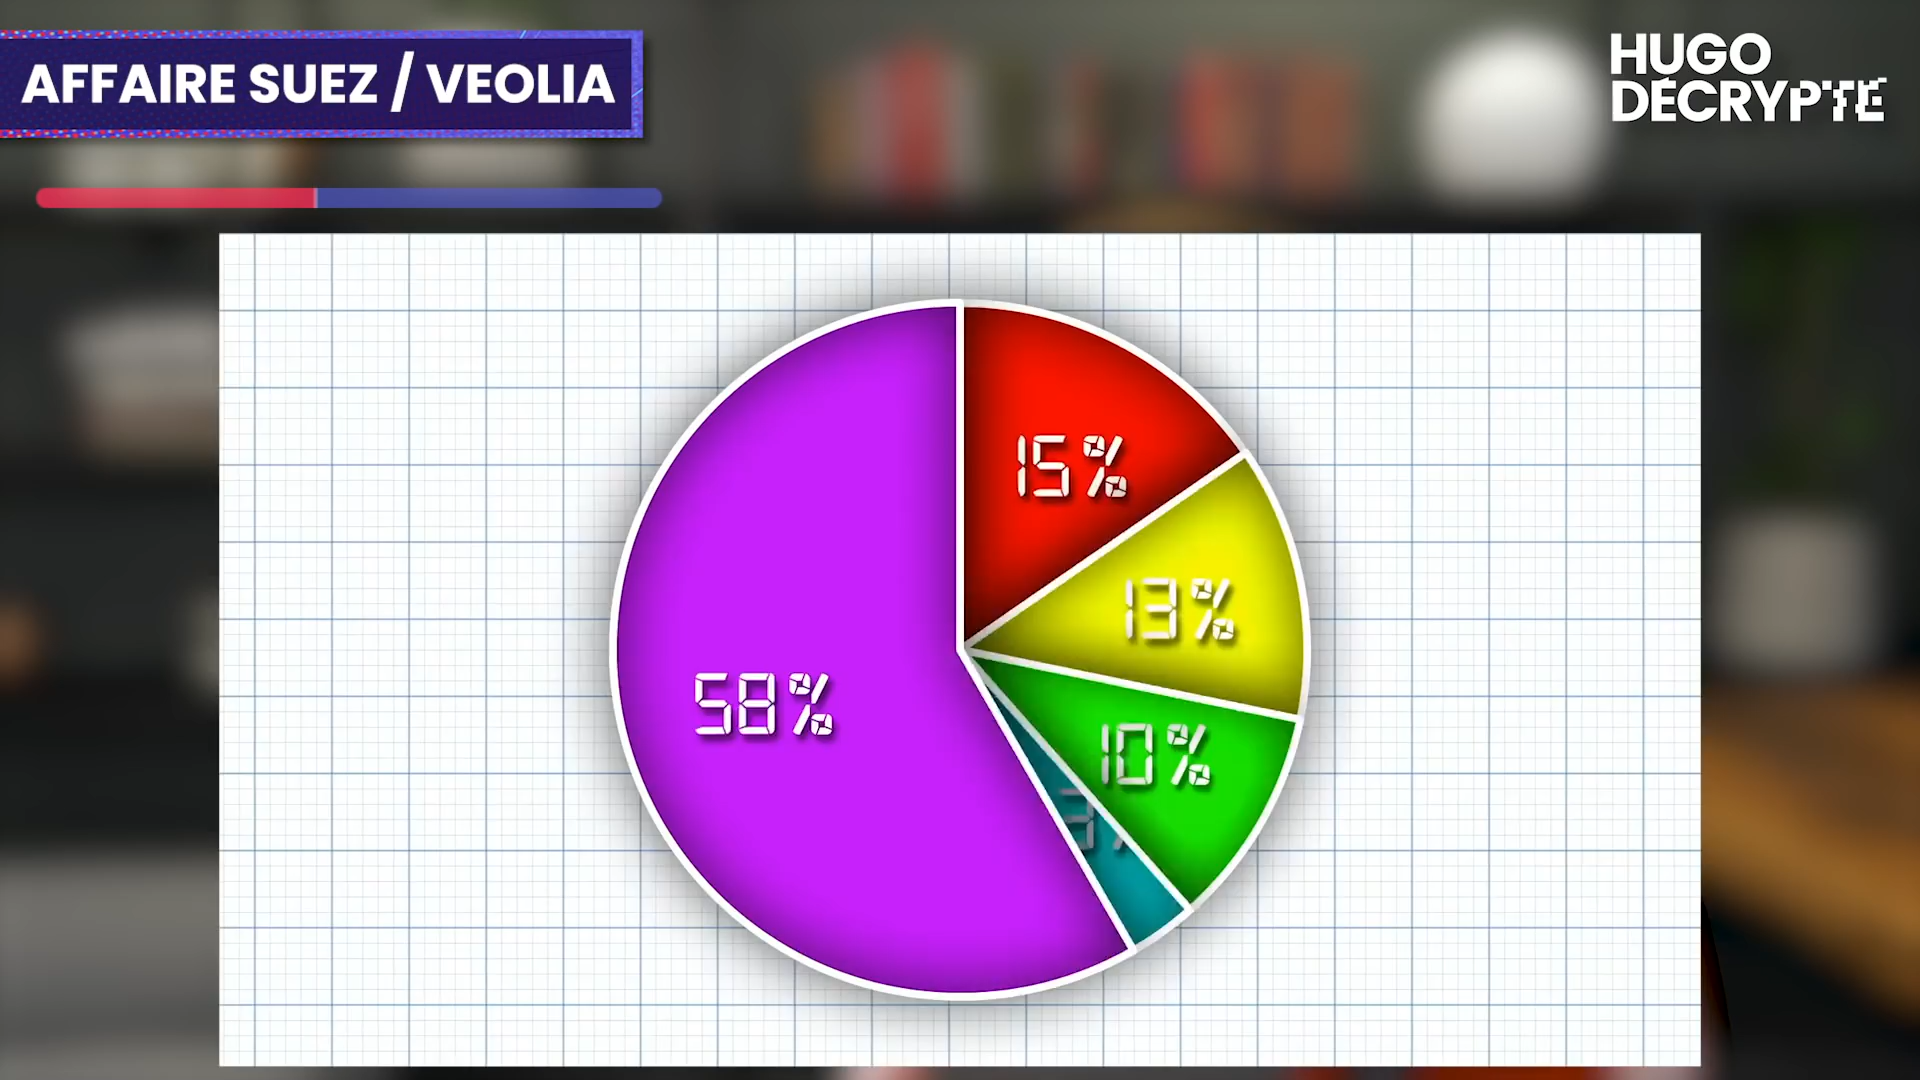 AFFAIRE SUEZ / VEOLIA
HUGO
DÉCRYPTE
15%
13%
58%
10%